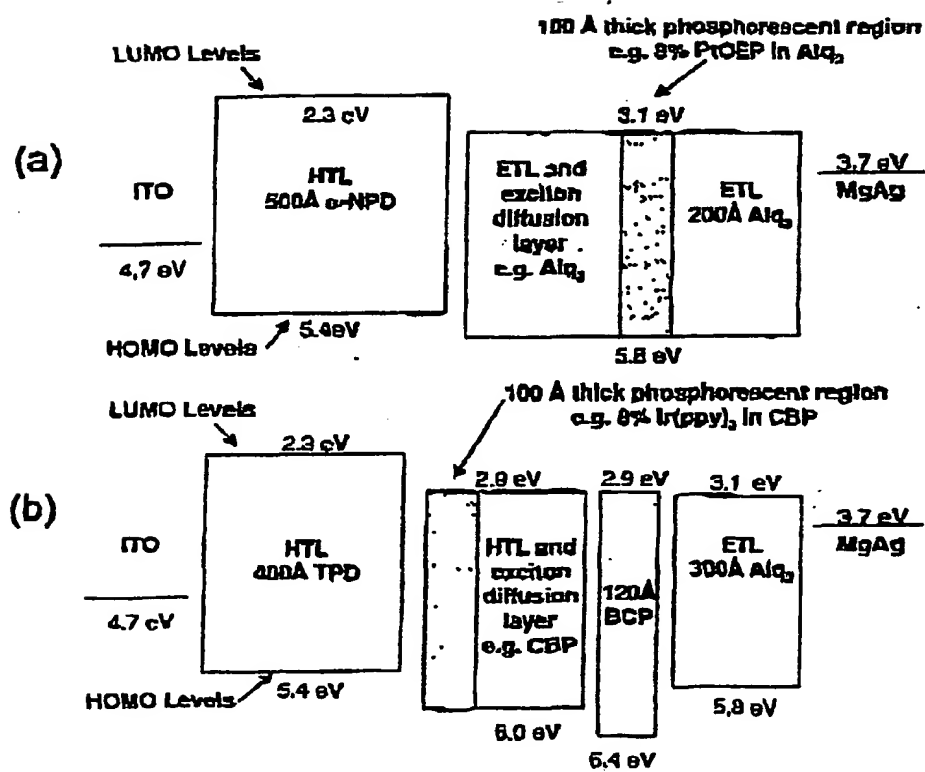 100 Å thick phosphorescent region
e.g. 8% PtOEP in Alq₃
LUMO Levels
(a)
2.3 eV
3.1 eV
ITO
HTL
500Å α-NPD
ETL and
exciton
diffusion
layer
e.g. Alq₃
ETL
200Å Alq₃
3.7 eV
MgAg
4.7 eV
5.4eV
HOMO Levels
5.8 eV
100 Å thick phosphorescent region
e.g. 8% Ir(ppy)₃ in CBP
LUMO Levels
(b)
2.3 eV
2.8 eV
2.9 eV
3.1 eV
ITO
HTL
400Å TPD
HTL and
exciton
diffusion
layer
e.g. CBP
120Å
BCP
ETL
300Å Alq₃
3.7 eV
MgAg
4.7 eV
5.4 eV
HOMO Levels
6.0 eV
6.4 eV
5.8 eV